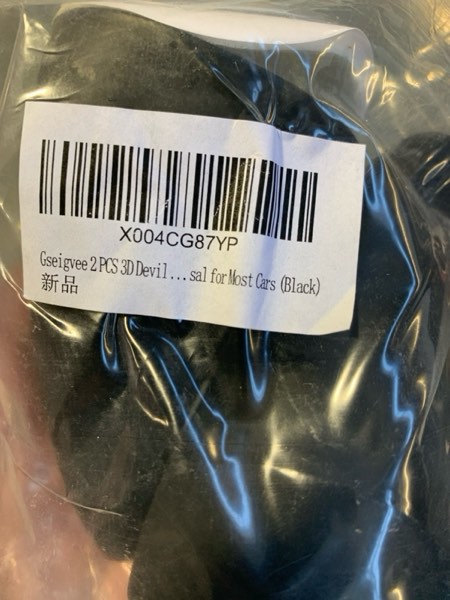 X004CG87YP
Gseigvee 2 PCS 3D Devil...sal for Most Cars (Black)
新品